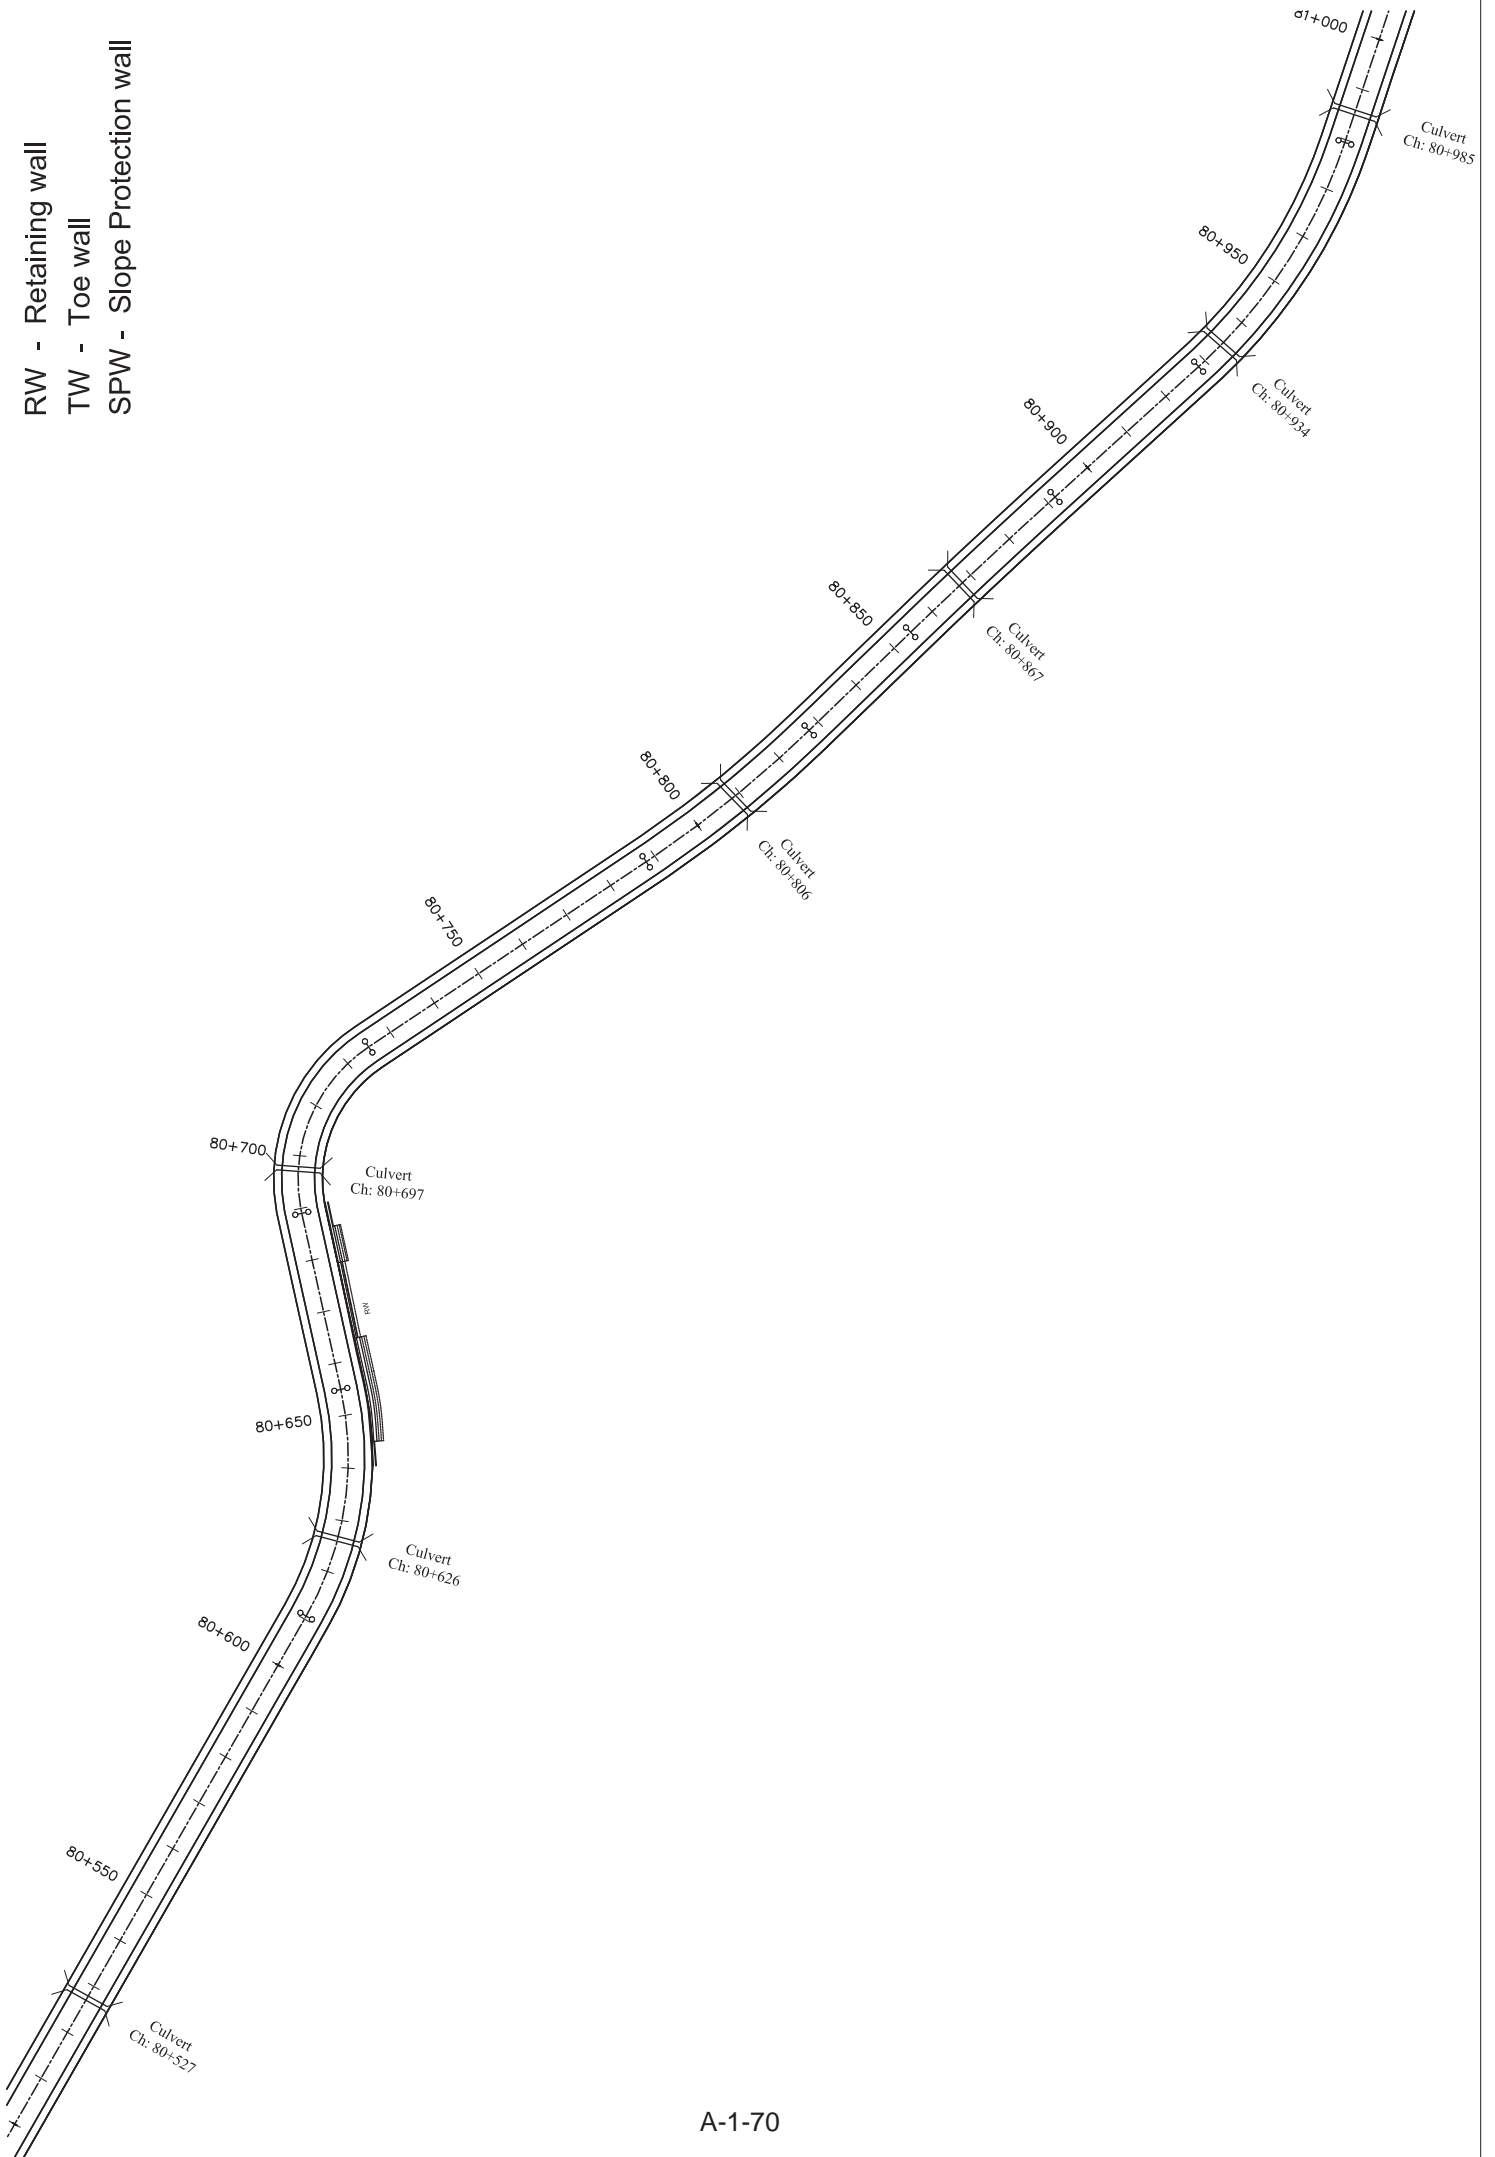 RW - Retaining wall
TW - Toe wall
SPW - Slope Protection wall
81+000
Culvert
Ch: 80+985
80+950
Culvert
Ch: 80+934
80+900
Culvert
Ch: 80+867
80+850
80+800
Culvert
Ch: 80+806
80+750
80+700
Culvert
Ch: 80+697
RW
80+650
Culvert
Ch: 80+626
80+600
80+550
Culvert
Ch: 80+527
A-1-70